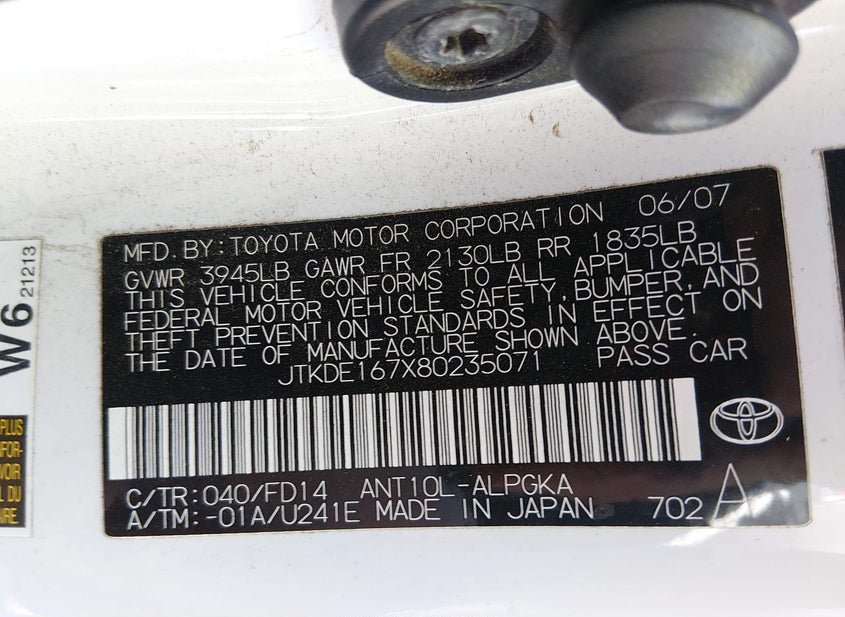 MFD.BY:TOYOTA MOTOR CORPORATION 06/07
GVWR 3945LB GAWR FR 2130LB RR 1835LB
THIS VEHICLE CONFORMS TO ALL APPLICABLE
FEDERAL MOTOR VEHICLE SAFETY,BUMPER,AND
THEFT PREVENTION STANDARDS IN EFFECT ON
THE DATE OF MANUFACTURE SHOWN ABOVE.
JTKDE167X80235071 PASS CAR
C/TR:040/FD14 ANT10L-ALPGKA
A/TM:-01A/U241E MADE IN JAPAN 702 A
W6 21213
PLUS
DU